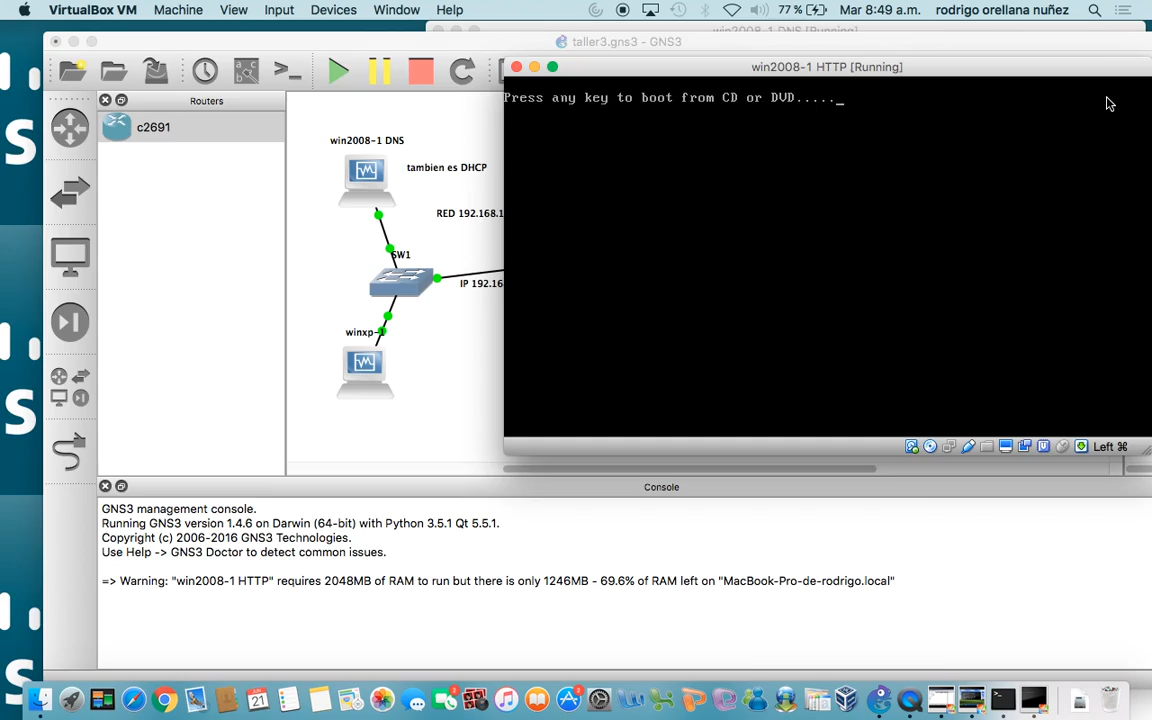 VirtualBox VM Machine View Input Devices Window Help 77% Mar 8:49 a.m. rodrigo orellana nuñez
win2008-1 DNS [Running]
taller3.gns3 - GNS3
win2008-1 HTTP [Running]
Routers
Press any key to boot from CD or DVD....._
c2691
win2008-1 DNS
tambien es DHCP
RED 192.168.1
SW1
IP 192.16
winxp-1
Left ⌘
Console
GNS3 management console.
Running GNS3 version 1.4.6 on Darwin (64-bit) with Python 3.5.1 Qt 5.5.1.
Copyright (c) 2006-2016 GNS3 Technologies.
Use Help -> GNS3 Doctor to detect common issues.
=> Warning: "win2008-1 HTTP" requires 2048MB of RAM to run but there is only 1246MB - 69.6% of RAM left on "MacBook-Pro-de-rodrigo.local"